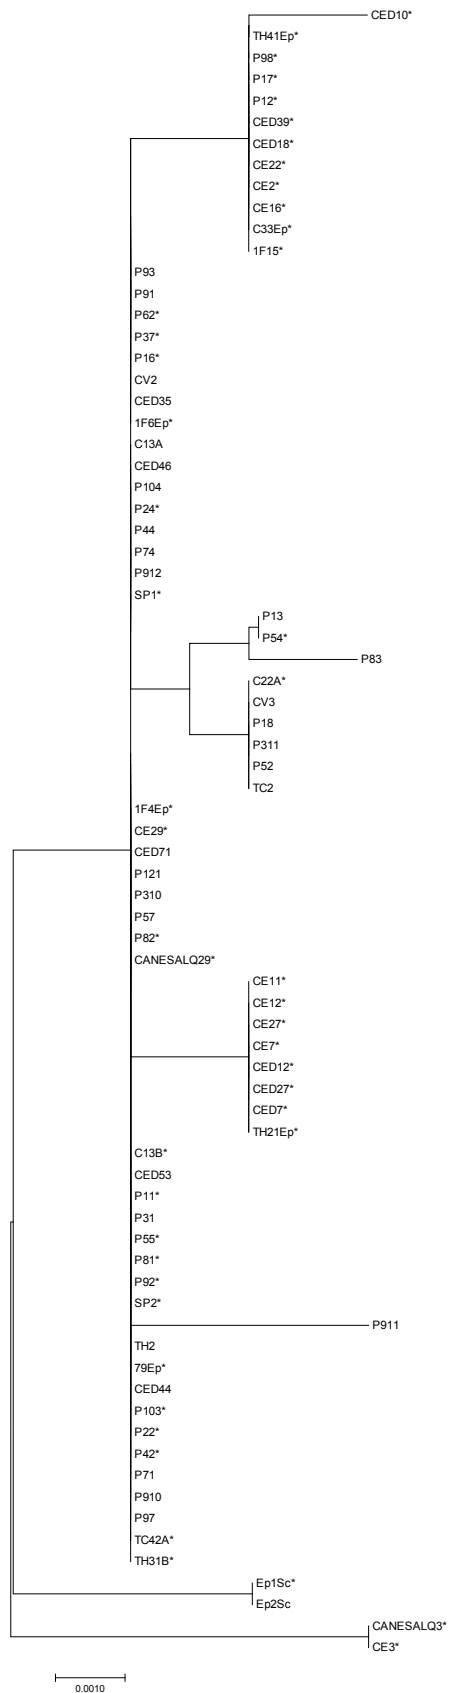 CED10*
TH41Ep*
P98*
P17*
P12*
CED39*
CED18*
CE22*
CE2*
CE16*
C33Ep*
1F15*
P93
P91
P62*
P37*
P16*
CV2
CED35
1F6Ep*
C13A
CED46
P104
P24*
P44
P74
P912
SP1*
P13
P54*
P83
C22A*
CV3
P18
P311
P52
TC2
1F4Ep*
CE29*
CED71
P121
P310
P57
P82*
CANESALQ29*
CE11*
CE12*
CE27*
CE7*
CED12*
CED27*
CED7*
TH21Ep*
C13B*
CED53
P11*
P31
P55*
P81*
P92*
SP2*
P911
TH2
79Ep*
CED44
P103*
P22*
P42*
P71
P910
P97
TC42A*
TH31B*
Ep1Sc*
Ep2Sc
CANESALQ3*
CE3*
0.0010